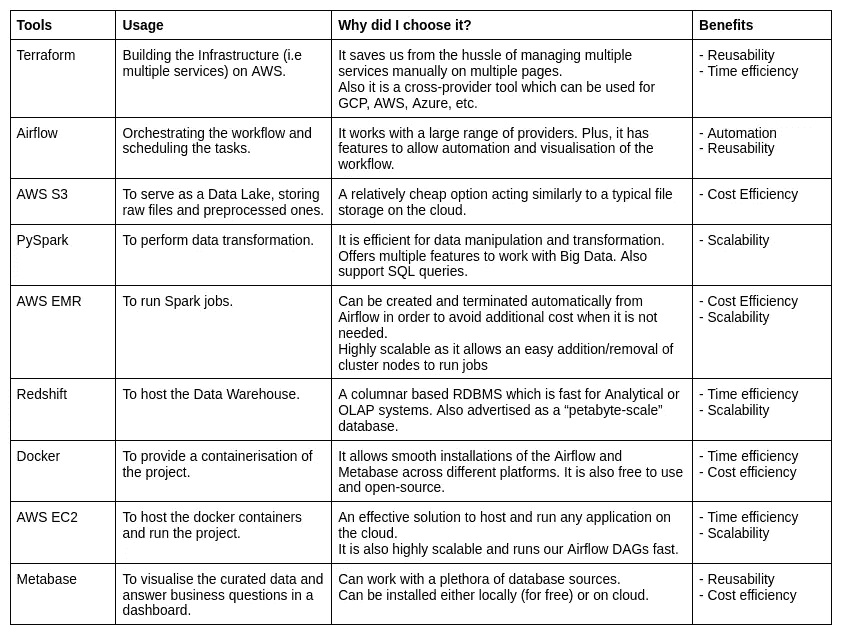 Tools Usage Why did I choose it? Benefits
Terraform Building the Infrastructure (i.e It saves us from the hussle of managing multiple - Reusability
multiple services) on AWS. services manually on multiple pages. - Time efficiency
Also it is a cross-provider tool which can be used for
GCP, AWS, Azure, etc.
Airflow Orchestrating the workflow and It works with a large range of providers. Plus, it has - Automation
scheduling the tasks. features to allow automation and visualisation of the - Reusability
workflow.
AWS S3 To serve as a Data Lake, storing A relatively cheap option acting similarly to a typical file - Cost Efficiency
raw files and preprocessed ones. storage on the cloud.
PySpark To perform data transformation. It is efficient for data manipulation and transformation. - Scalability
Offers multiple features to work with Big Data. Also
support SQL queries.
AWS EMR To run Spark jobs. Can be created and terminated automatically from - Cost Efficiency
Airflow in order to avoid additional cost when it is not - Scalability
needed.
Highly scalable as it allows an easy addition/removal of
cluster nodes to run jobs
Redshift To host the Data Warehouse. A columnar based RDBMS which is fast for Analytical or - Time efficiency
OLAP systems. Also advertised as a “petabyte-scale” - Scalability
database.
Docker To provide a containerisation of It allows smooth installations of the Airflow and - Time efficiency
the project. Metabase across different platforms. It is also free to use - Cost efficiency
and open-source.
AWS EC2 To host the docker containers An effective solution to host and run any application on - Time efficiency
and run the project. the cloud. - Scalability
It is also highly scalable and runs our Airflow DAGs fast.
Metabase To visualise the curated data and Can work with a plethora of database sources. - Reusability
answer business questions in a Can be installed either locally (for free) or on cloud. - Cost efficiency
dashboard.